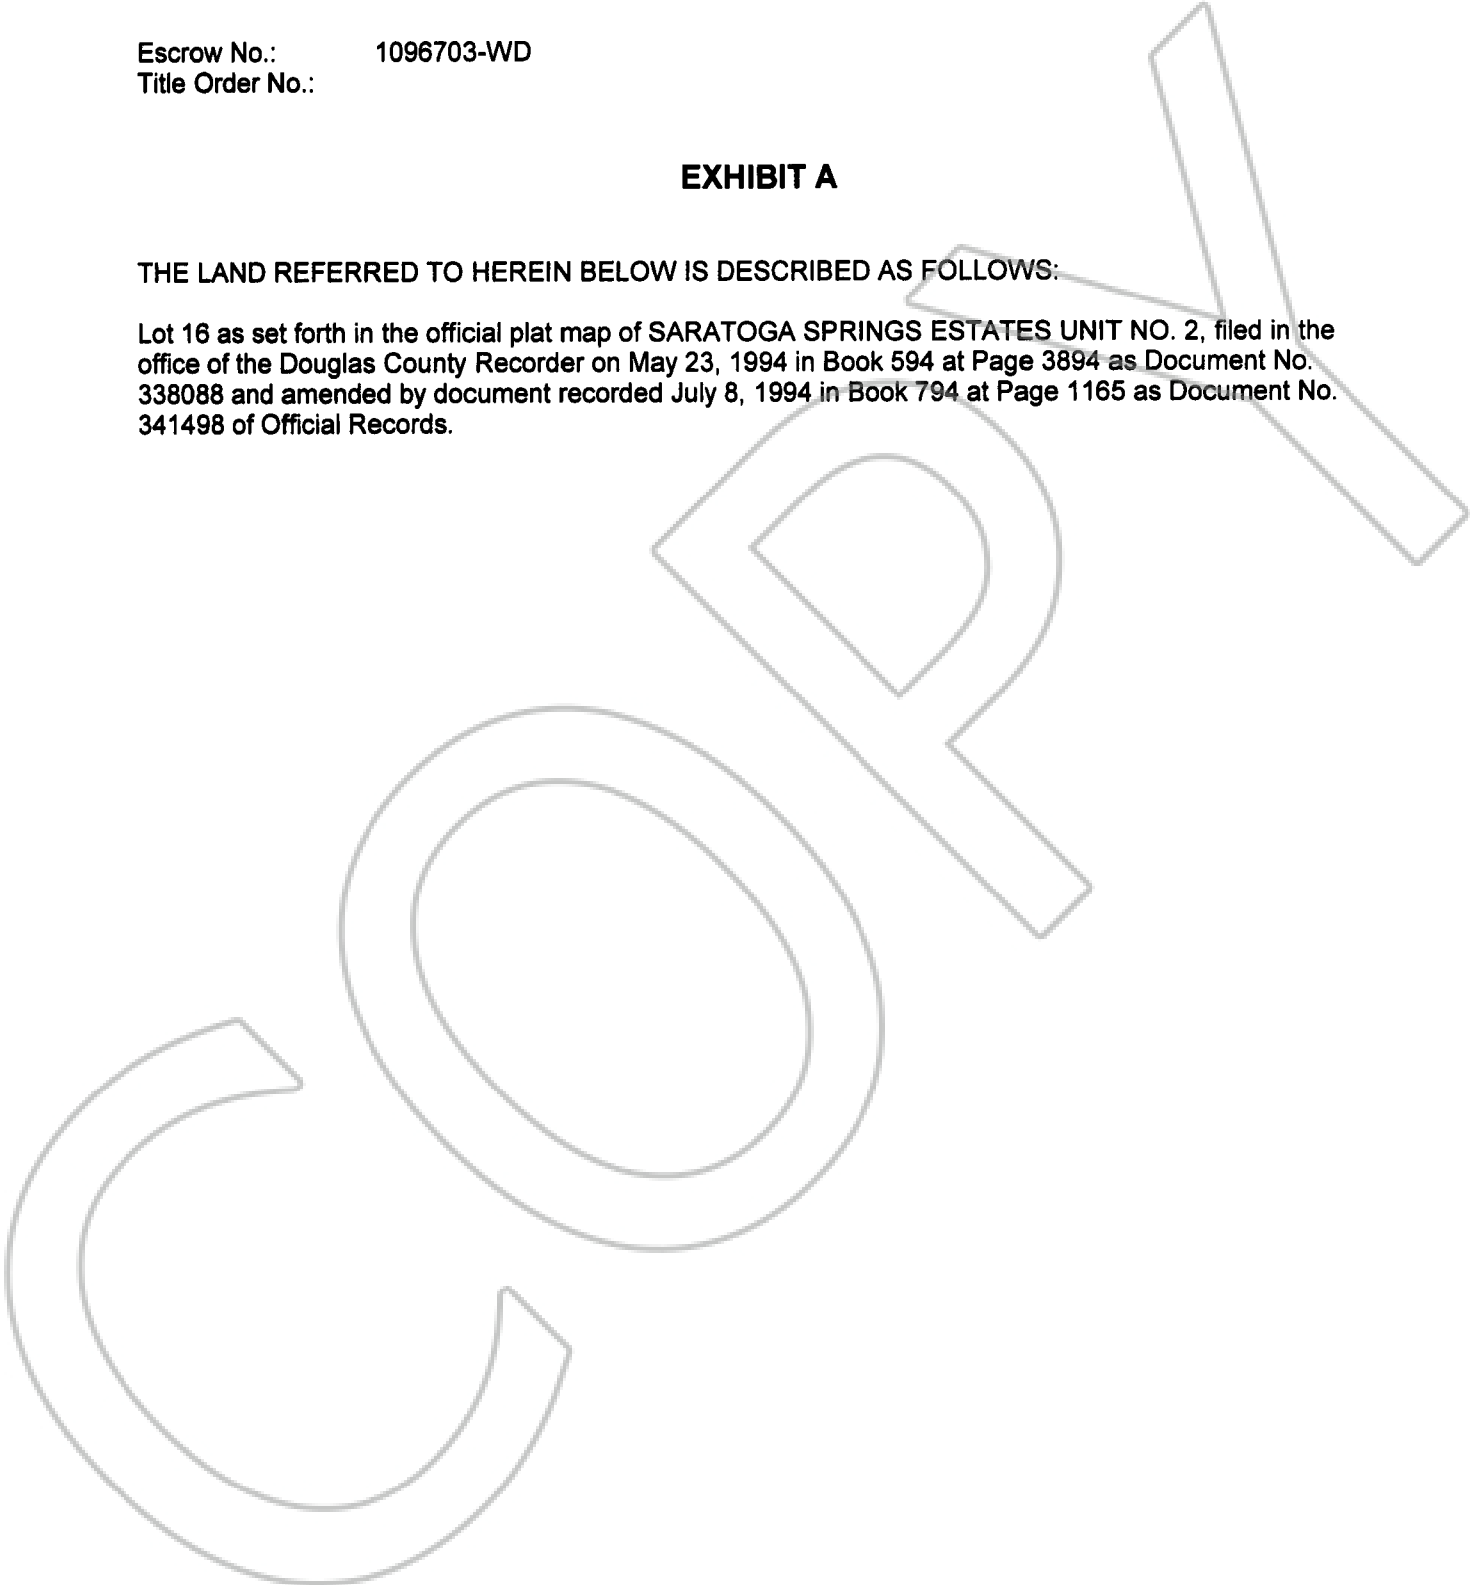 Escrow No.: 1096703-WD
Title Order No.:
EXHIBIT A
THE LAND REFERRED TO HEREIN BELOW IS DESCRIBED AS FOLLOWS:
Lot 16 as set forth in the official plat map of SARATOGA SPRINGS ESTATES UNIT NO. 2, filed in the
office of the Douglas County Recorder on May 23, 1994 in Book 594 at Page 3894 as Document No.
338088 and amended by document recorded July 8, 1994 in Book 794 at Page 1165 as Document No.
341498 of Official Records.
COPY